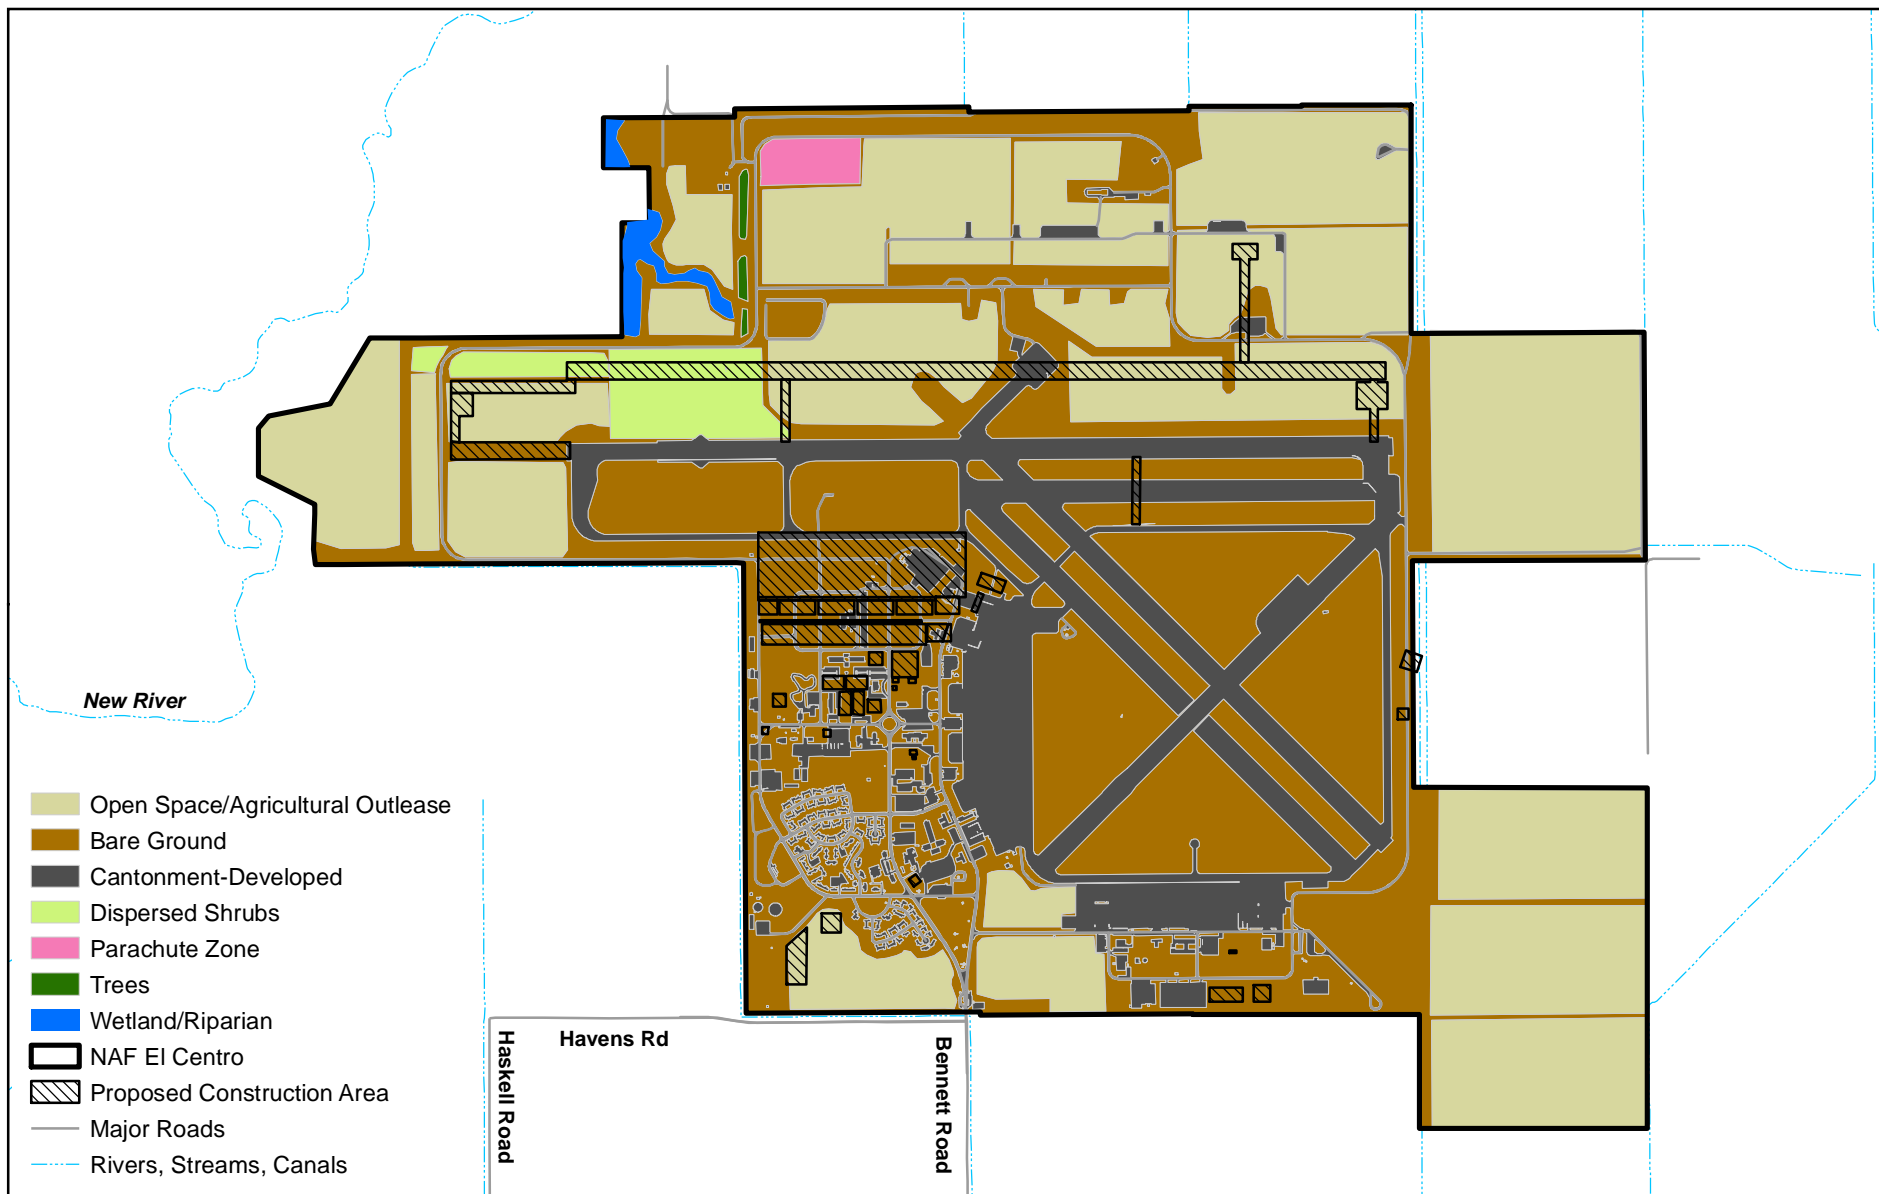 New River
Open Space/Agricultural Outlease
Bare Ground
Cantonment-Developed
Dispersed Shrubs
Parachute Zone
Trees
Wetland/Riparian
NAF El Centro
Proposed Construction Area
Major Roads
Rivers, Streams, Canals
Havens Rd
Haskell Road
Bennett Road